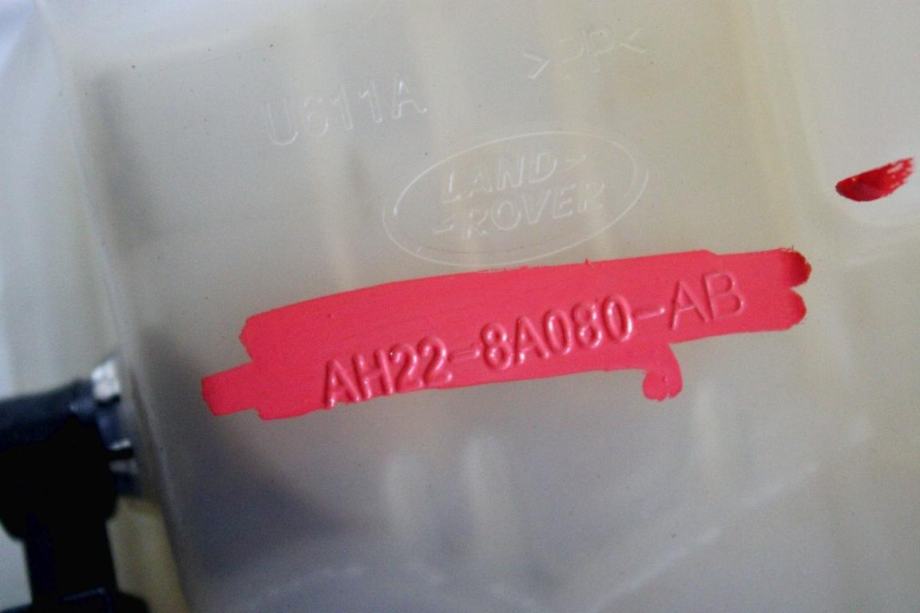 >PP<
U611A
LAND-
-ROVER
AH22-8A080-AB